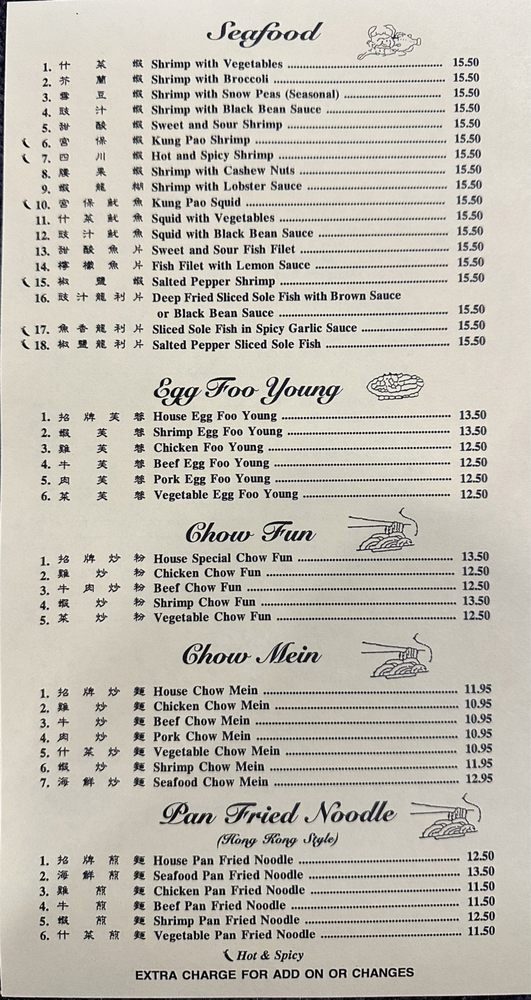 Seafood
1. 什菜蝦 Shrimp with Vegetables 15.50
2. 芥蘭蝦 Shrimp with Broccoli 15.50
3. 雪豆蝦 Shrimp with Snow Peas (Seasonal) 15.50
4. 豉汁蝦 Shrimp with Black Bean Sauce 15.50
5. 甜酸蝦 Sweet and Sour Shrimp 15.50
6. 宮保蝦 Kung Pao Shrimp 15.50
7. 四川蝦 Hot and Spicy Shrimp 15.50
8. 腰果蝦 Shrimp with Cashew Nuts 15.50
9. 蝦龍糊 Shrimp with Lobster Sauce 15.50
10. 宮保魷魚 Kung Pao Squid 15.50
11. 什菜魷魚 Squid with Vegetables 15.50
12. 豉汁魷魚 Squid with Black Bean Sauce 15.50
13. 甜酸魚片 Sweet and Sour Fish Filet 15.50
14. 檸檬魚片 Fish Filet with Lemon Sauce 15.50
15. 椒鹽蝦 Salted Pepper Shrimp 15.50
16. 豉汁龍利片 Deep Fried Sliced Sole Fish with Brown Sauce
or Black Bean Sauce 15.50
17. 魚香龍利片 Sliced Sole Fish in Spicy Garlic Sauce 15.50
18. 椒鹽龍利片 Salted Pepper Sliced Sole Fish 15.50
Egg Foo Young
1. 招牌芙蓉 House Egg Foo Young 13.50
2. 蝦芙蓉 Shrimp Egg Foo Young 13.50
3. 雞芙蓉 Chicken Foo Young 12.50
4. 牛芙蓉 Beef Egg Foo Young 12.50
5. 肉芙蓉 Pork Egg Foo Young 12.50
6. 菜芙蓉 Vegetable Egg Foo Young 12.50
Chow Fun
1. 招牌炒粉 House Special Chow Fun 13.50
2. 雞炒粉 Chicken Chow Fun 12.50
3. 牛肉炒粉 Beef Chow Fun 12.50
4. 蝦炒粉 Shrimp Chow Fun 13.50
5. 菜炒粉 Vegetable Chow Fun 12.50
Chow Mein
1. 招牌炒麵 House Chow Mein 11.95
2. 雞炒麵 Chicken Chow Mein 10.95
3. 牛炒麵 Beef Chow Mein 10.95
4. 肉炒麵 Pork Chow Mein 10.95
5. 什菜炒麵 Vegetable Chow Mein 10.95
6. 蝦炒麵 Shrimp Chow Mein 11.95
7. 海鮮炒麵 Seafood Chow Mein 12.95
Pan Fried Noodle
(Hong Kong Style)
1. 招牌煎麵 House Pan Fried Noodle 12.50
2. 海鮮煎麵 Seafood Pan Fried Noodle 13.50
3. 雞煎麵 Chicken Pan Fried Noodle 11.50
4. 牛煎麵 Beef Pan Fried Noodle 11.50
5. 蝦煎麵 Shrimp Pan Fried Noodle 12.50
6. 什菜煎麵 Vegetable Pan Fried Noodle 11.50
Hot & Spicy
EXTRA CHARGE FOR ADD ON OR CHANGES